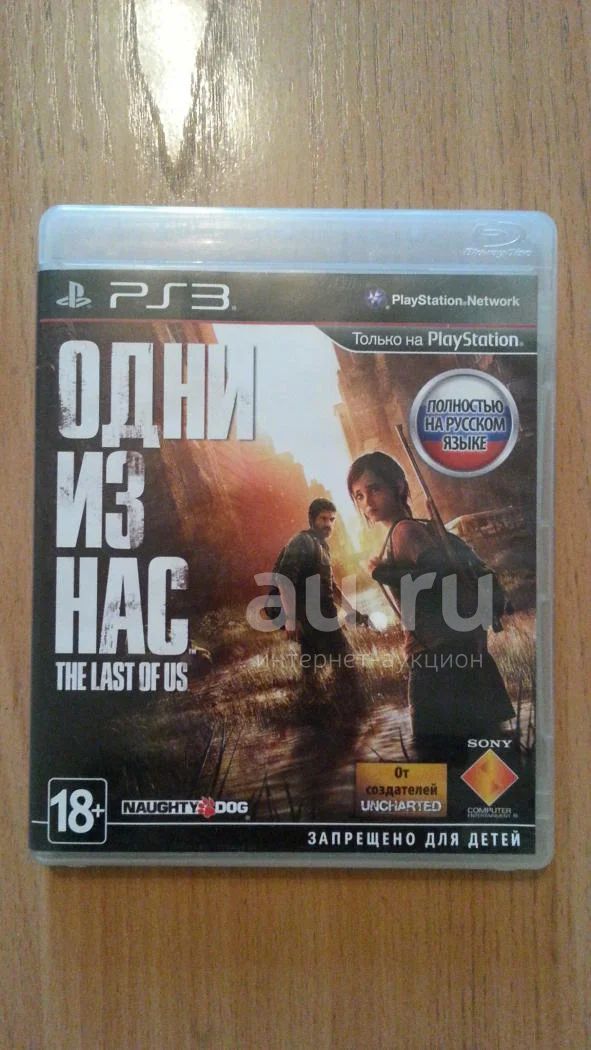 Blu-ray Disc
PS3
PlayStation Network
Только на PlayStation
ОДНИ
ИЗ
НАС
THE LAST OF US
ПОЛНОСТЬЮ
НА РУССКОМ
ЯЗЫКЕ
au.ru
интернет-аукцион
SONY
COMPUTER
ENTERTAINMENT
От
создателей
UNCHARTED
18+
NAUGHTY DOG
ЗАПРЕЩЕНО ДЛЯ ДЕТЕЙ